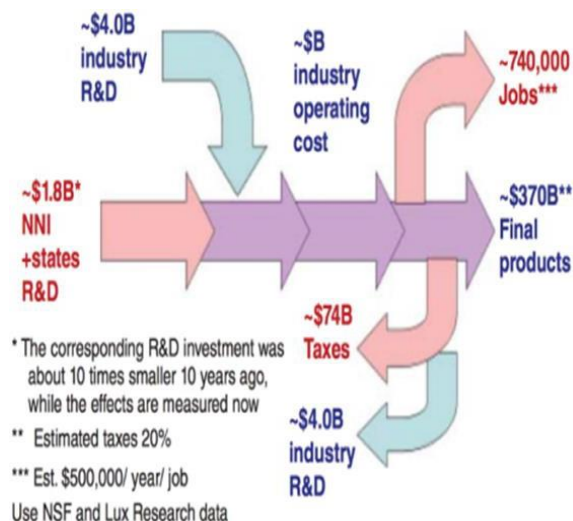 ~$4.0B
industry
R&D
~$B
industry
operating
cost
~740,000
Jobs***
~$1.8B*
NNI
+states
R&D
~$370B**
Final
products
~$74B
Taxes
~$4.0B
industry
R&D
* The corresponding R&D investment was
about 10 times smaller 10 years ago,
while the effects are measured now
** Estimated taxes 20%
*** Est. $500,000/ year/ job
Use NSF and Lux Research data